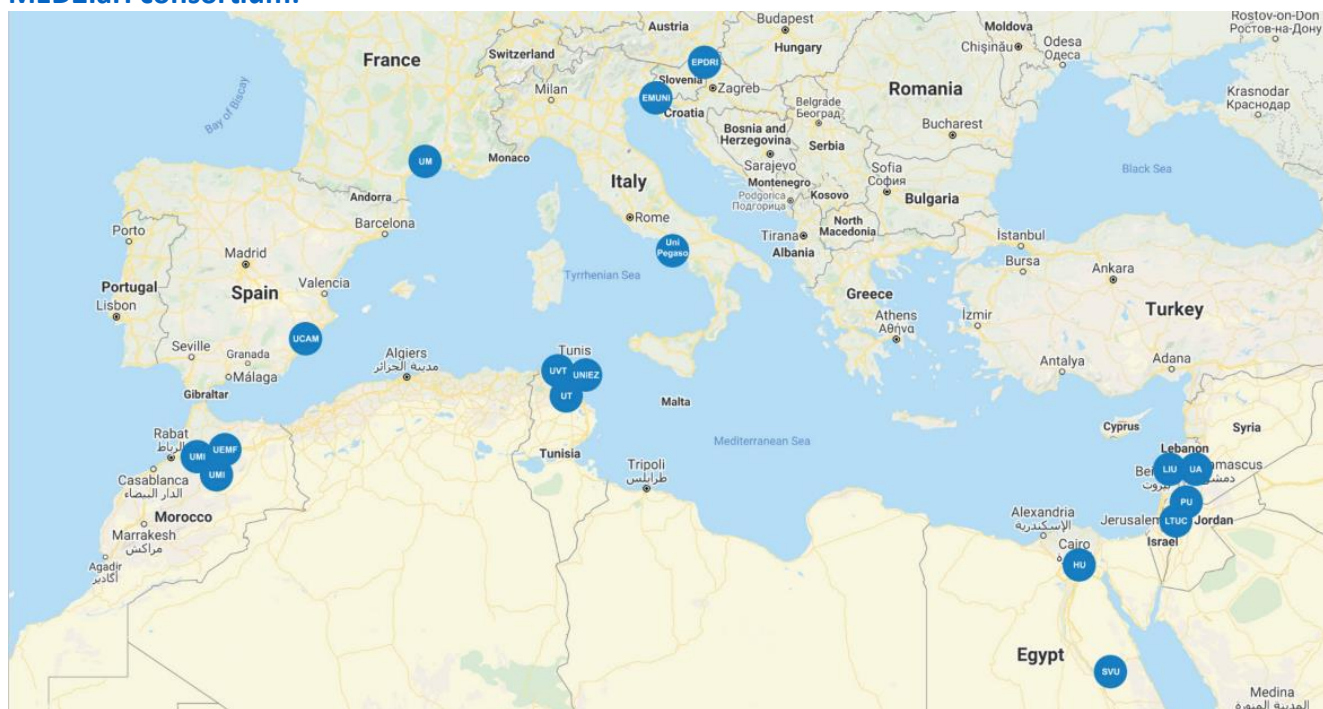 MEDElar. consortium.
Austria
Budapest
Hungary
Moldova
Chișinău
Odesa
Одеса
Rostov-on-Don
Ростов-на-Дону
Switzerland
France
EPDRI
Slovenia
Zagreb
Milan
EMUNI
Croatia
Romania
Krasnodar
Краснодар
Bay of Biscay
Belgrade
Београд
Bosnia and
Herzegovina
Serbia
Bucharest
UM
Monaco
Sarajevo
Italy
Sofia
София
Black Sea
Andorra
Montenegro
Podgorica
Подгорица
Kosovo
Bulgaria
Barcelona
Rome
North
Macedonia
Porto
Tirana
Albania
İstanbul
Uni
Pegaso
Madrid
Bursa
Ankara
Tyrrhenian Sea
Portugal
Lisbon
Spain
Valencia
Greece
Turkey
Athens
Αθήνα
İzmir
UCAM
Seville
Granada
Málaga
Algiers
مدينة الجزائر
Tunis
UVT
UNIEZ
UT
Antalya
Adana
Gibraltar
Malta
Cyprus
Syria
Rabat
الرباط
UMI
UEMF
UMI
Mediterranean Sea
Lebanon
LIU
UA
بيروت
Casablanca
الدار البيضاء
Tunisia
Tripoli
طرابلس
PU
Morocco
Alexandria
الإسكندرية
LTUC
Jordan
Israel
Marrakesh
مراكش
Cairo
HU
Agadir
أكادير
Egypt
SVU
Medina
المدينة المنورة